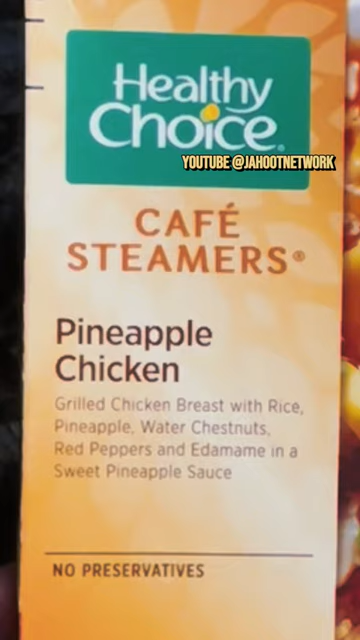 Healthy
Choice®
YOUTUBE @JAHOOTNETWORK
CAFÉ
STEAMERS®
Pineapple
Chicken
Grilled Chicken Breast with Rice,
Pineapple, Water Chestnuts,
Red Peppers and Edamame in a
Sweet Pineapple Sauce
NO PRESERVATIVES